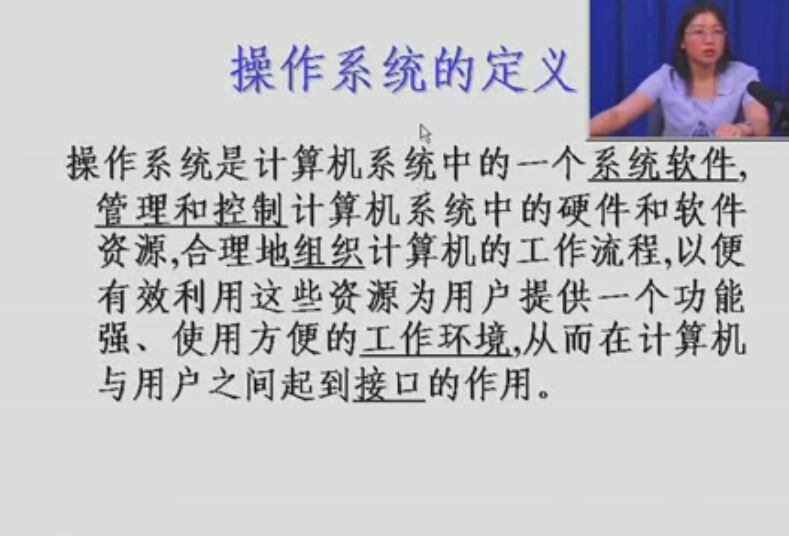 操作系统的定义
操作系统是计算机系统中的一个系统软件,
管理和控制计算机系统中的硬件和软件
资源,合理地组织计算机的工作流程,以便
有效利用这些资源为用户提供一个功能
强、使用方便的工作环境,从而在计算机
与用户之间起到接口的作用。